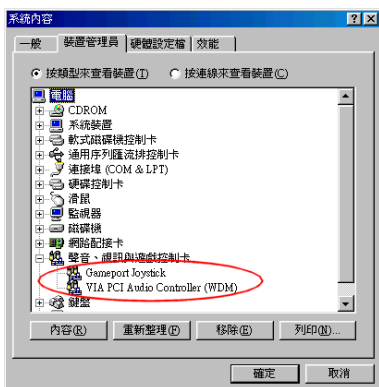 系統內容
一般 裝置管理員 硬體設定檔 效能
按類型來查看裝置(T) 按連線來查看裝置(C)
電腦
CDROM
系統裝置
軟式磁碟機控制卡
通用序列匯流排控制卡
連接埠 (COM & LPT)
硬碟控制卡
滑鼠
監視器
磁碟機
網路配接卡
聲音、視訊與遊戲控制卡
Gameport Joystick
VIA PCI Audio Controller (WDM)
鍵盤
內容(R) 重新整理(F) 移除(E) 列印(N)...
確定 取消